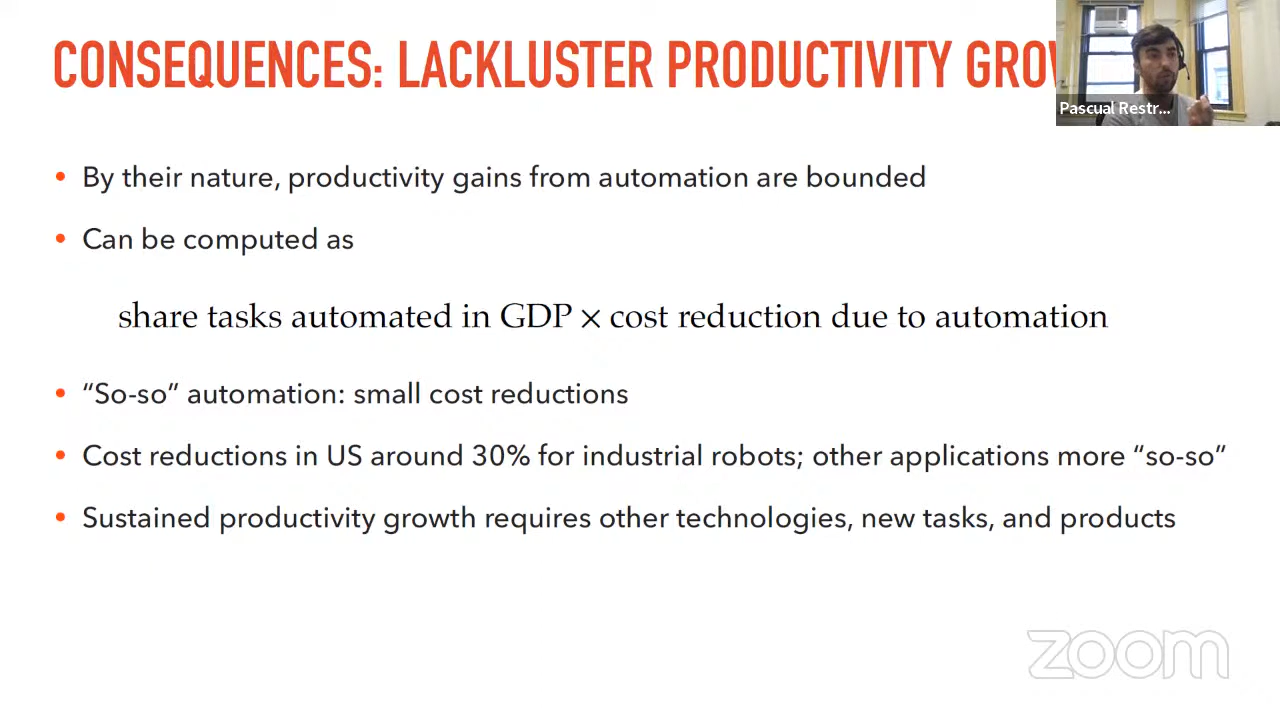 CONSEQUENCES: LACKLUSTER PRODUCTIVITY
Pascual Restr...
• By their nature, productivity gains from automation are bounded
• Can be computed as
share tasks automated in GDP × cost reduction due to automation
• “So-so” automation: small cost reductions
• Cost reductions in US around 30% for industrial robots; other applications more “so-so”
• Sustained productivity growth requires other technologies, new tasks, and products
zoom